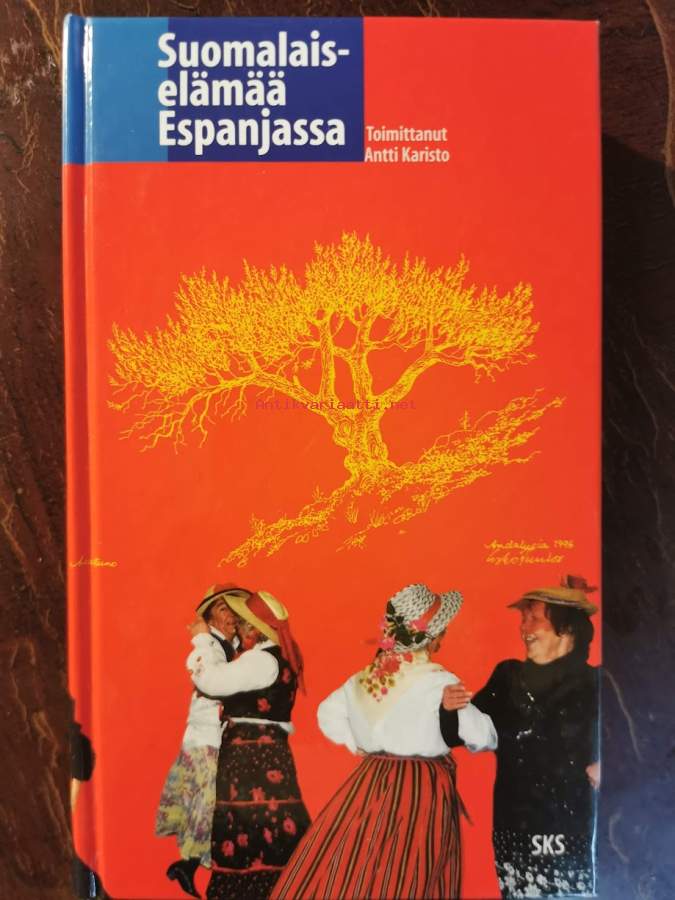 Suomalais-
elämää
Espanjassa
Toimittanut
Antti Karisto
Antikvariaatti.net
Andalusia 1996
SKS